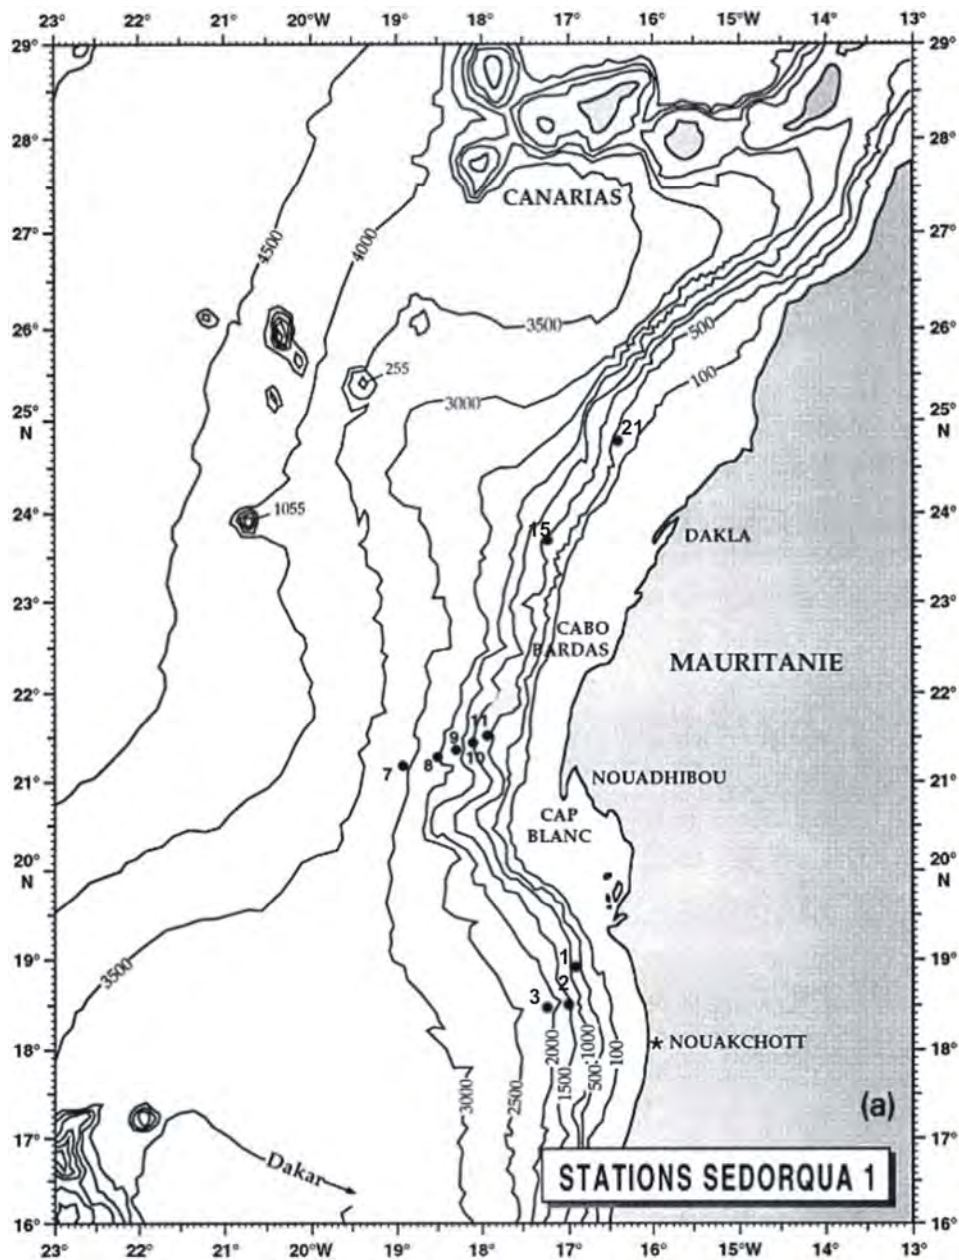 23° 22° 21° 20°W 19° 18° 17° 16°W 15° 14° 13°
29° 29°
28° 28°
CANARIAS
27° 27°
4500 4000
26° 3500 500 26°
255 100
25° 3000 25°
N 21 N
24° 1055 15 24°
DAKLA
23° 23°
CABO
BARDAS
MAURITANIE
22° 22°
11
9
10
7 8
21° NOUADHIBOU 21°
CAP
BLANC
20° 20°
N N
19° 3500 1 19°
3 2
18° NOUAKCHOTT 18°
3000 2500 2000 1500 1000 500 100
(a)
17° 17°
Dakar
STATIONS SEDORQUA 1
16° 16°
23° 22° 21° 20°W 19° 18° 17° 16°W 15° 14° 13°